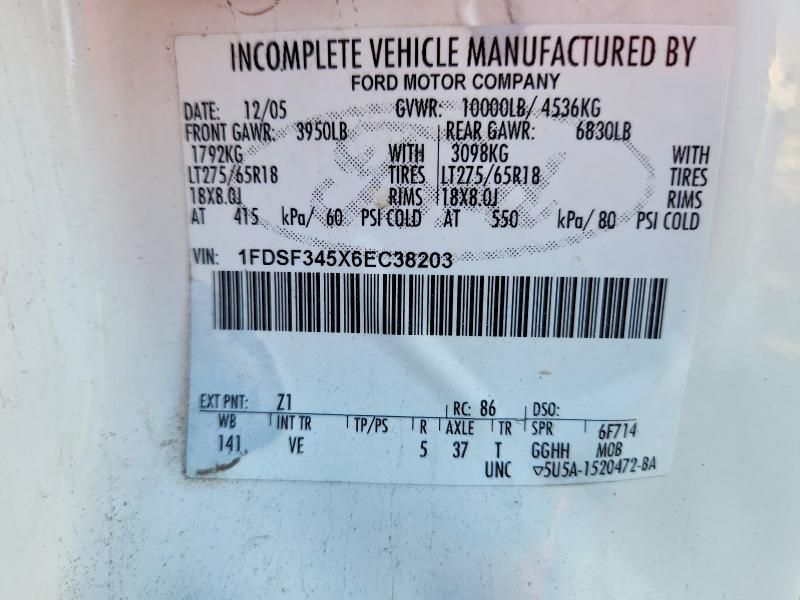 INCOMPLETE VEHICLE MANUFACTURED BY
FORD MOTOR COMPANY
DATE: 12/05 GVWR: 10000LB/ 4536KG
FRONT GAWR: 3950LB REAR GAWR: 6830LB
1792KG WITH 3098KG WITH
LT275/65R18 TIRES LT275/65R18 TIRES
18X8.0J RIMS 18X8.0J RIMS
AT 415 kPa/ 60 PSI COLD AT 550 kPa/ 80 PSI COLD
VIN: 1FDSF345X6EC38203
EXT PNT: Z1 RC: 86 DSO:
WB INT TR TP/PS R AXLE TR SPR 6F714
141 VE 5 37 T GGHH MOB
UNC ▽5U5A-1520472-BA